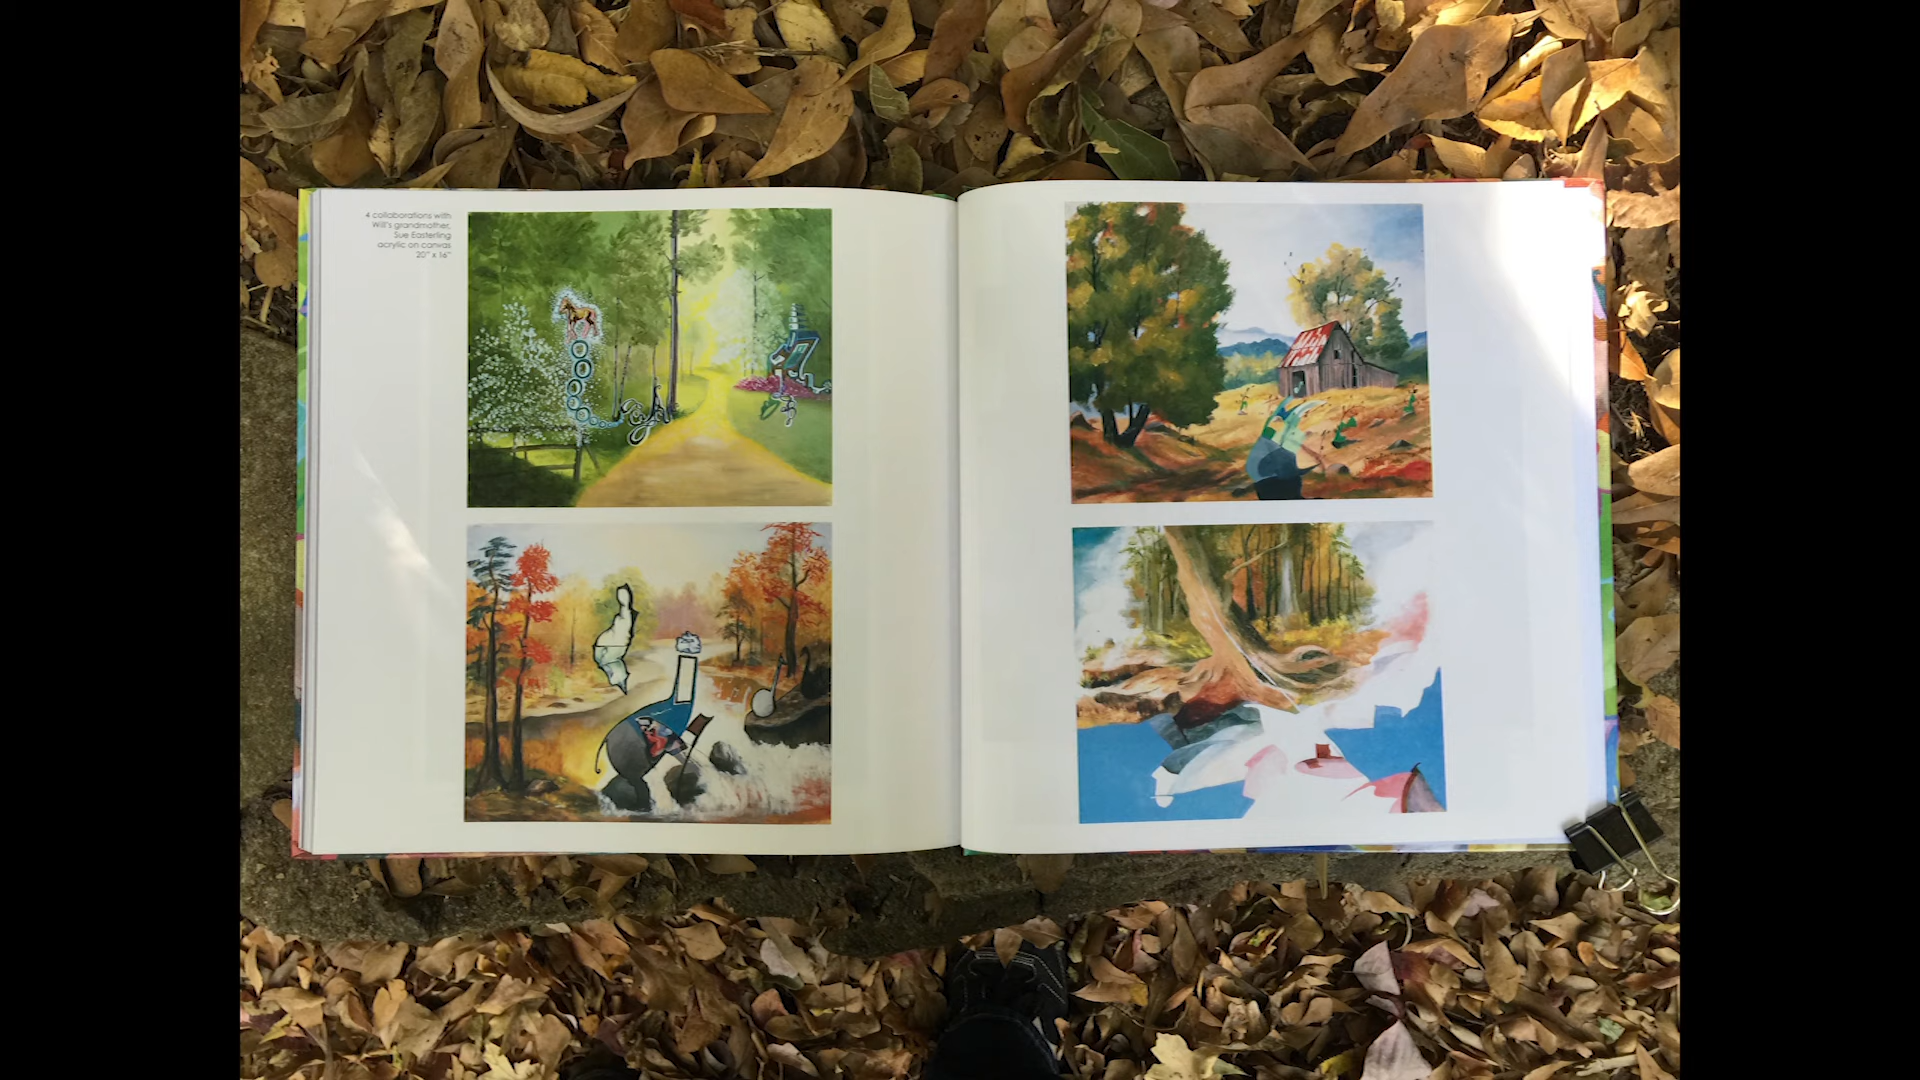 4 collaborations with
Will's grandmother,
Sue Easterling
acrylic on canvas
20" x 16"